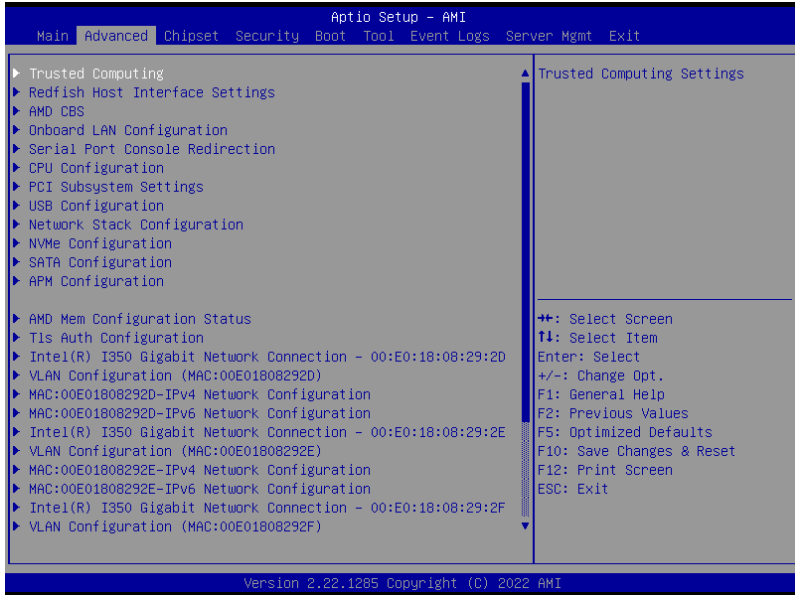 Aptio Setup – AMI
Main Advanced Chipset Security Boot Tool Event Logs Server Mgmt Exit
Trusted Computing
Redfish Host Interface Settings
AMD CBS
Onboard LAN Configuration
Serial Port Console Redirection
CPU Configuration
PCI Subsystem Settings
USB Configuration
Network Stack Configuration
NVMe Configuration
SATA Configuration
APM Configuration
AMD Mem Configuration Status
Tls Auth Configuration
Intel(R) I350 Gigabit Network Connection – 00:E0:18:08:29:2D
VLAN Configuration (MAC:00E01808292D)
MAC:00E01808292D-IPv4 Network Configuration
MAC:00E01808292D-IPv6 Network Configuration
Intel(R) I350 Gigabit Network Connection – 00:E0:18:08:29:2E
VLAN Configuration (MAC:00E01808292E)
MAC:00E01808292E-IPv4 Network Configuration
MAC:00E01808292E-IPv6 Network Configuration
Intel(R) I350 Gigabit Network Connection – 00:E0:18:08:29:2F
VLAN Configuration (MAC:00E01808292F)
Trusted Computing Settings
→←: Select Screen
↑↓: Select Item
Enter: Select
+/-: Change Opt.
F1: General Help
F2: Previous Values
F5: Optimized Defaults
F10: Save Changes & Reset
F12: Print Screen
ESC: Exit
Version 2.22.1285 Copyright (C) 2022 AMI